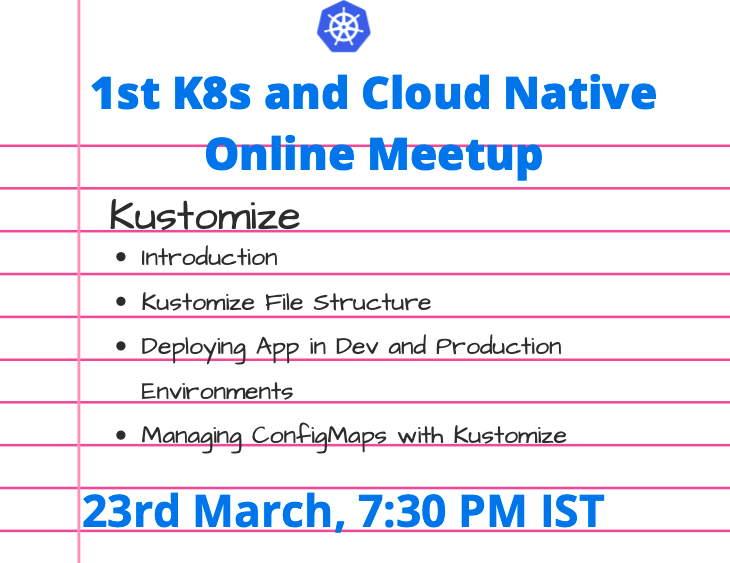 1st K8s and Cloud Native
Online Meetup
Kustomize
• Introduction
• Kustomize File Structure
• Deploying App in Dev and Production
Environments
• Managing ConfigMaps with Kustomize
23rd March, 7:30 PM IST